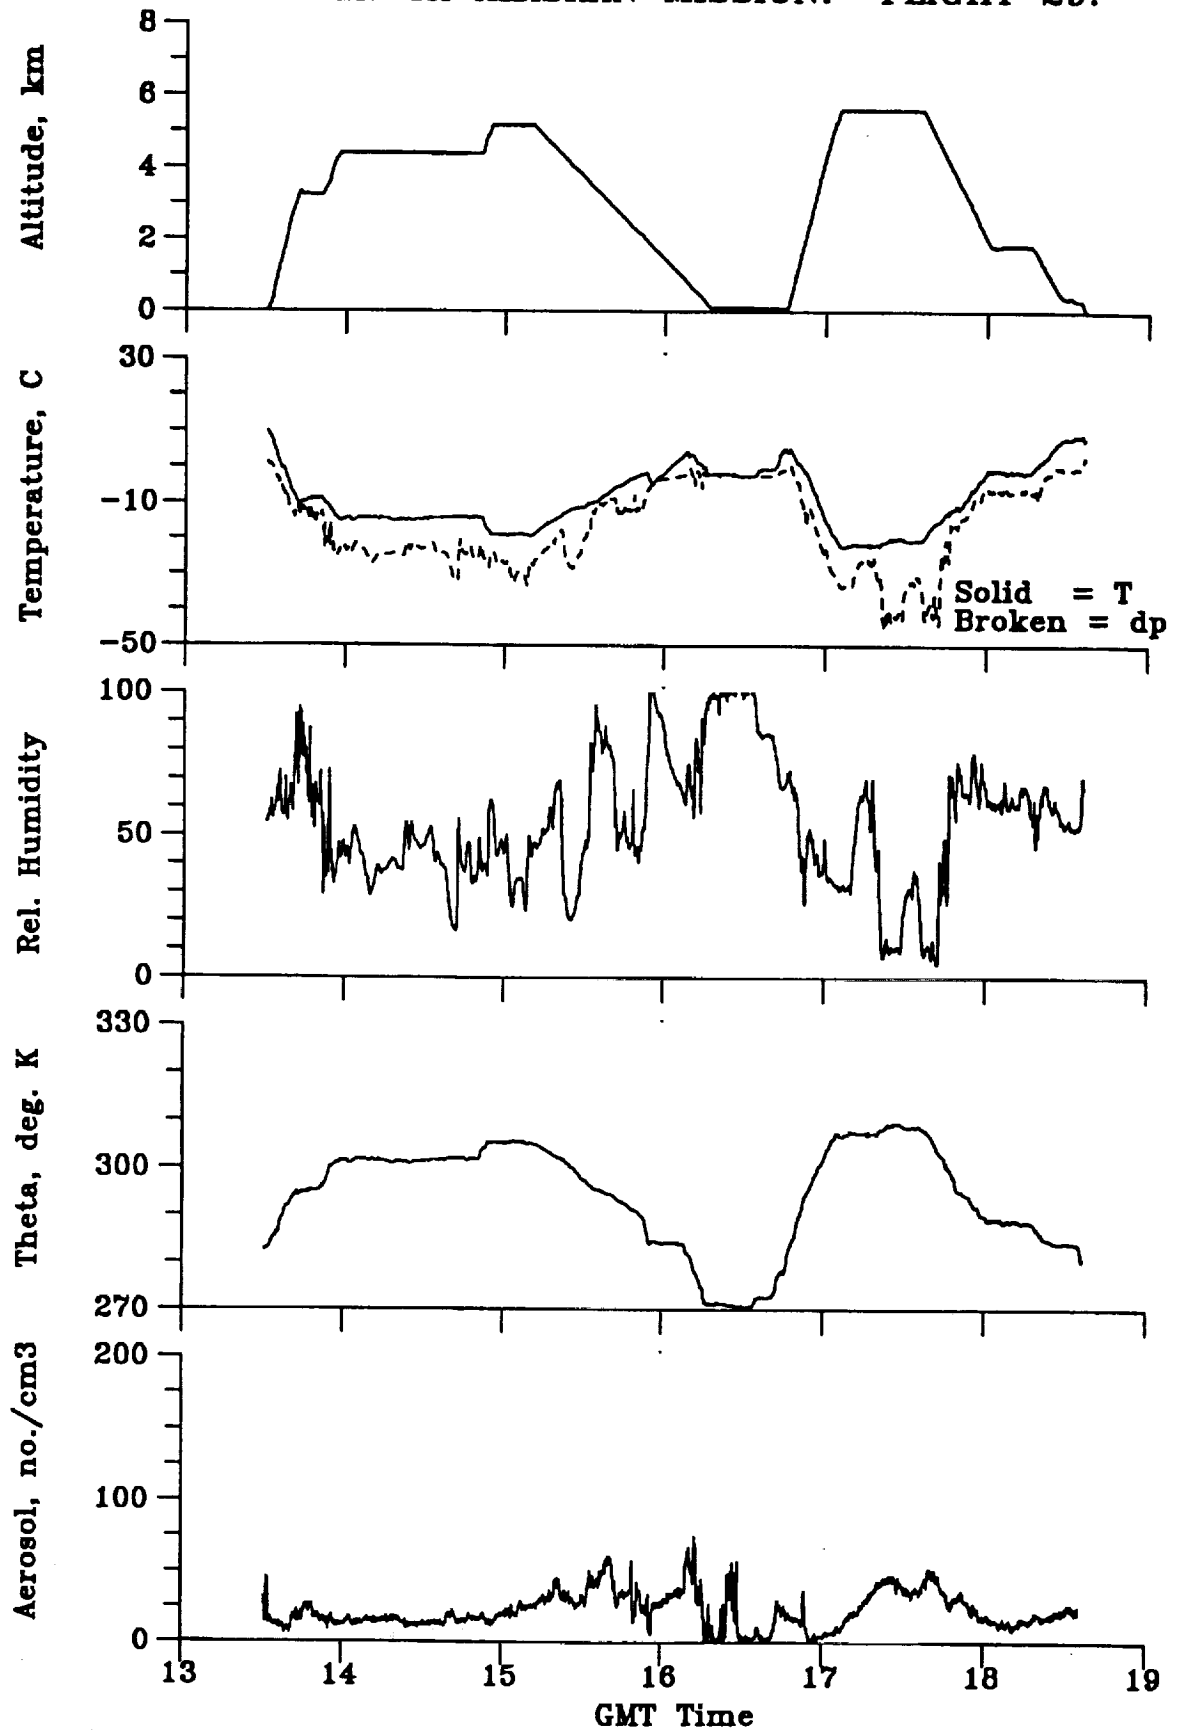 MISSION. FLIGHT 29.
8
6
4
2
0
Altitude, km
30
-10
-50
Temperature, C
Solid = T
Broken = dp
100
50
0
Rel. Humidity
330
300
270
Theta, deg. K
200
100
0
Aerosol, no./cm3
13 14 15 16 17 18 19
GMT Time